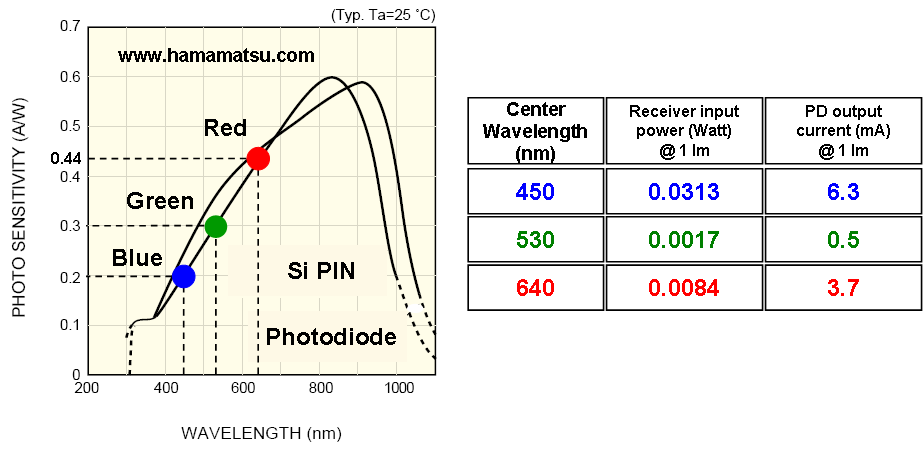 (Typ. Ta=25 ˚C)
0.7
www.hamamatsu.com
0.6
0.5
Red
0.44
0.4
Green
0.3
Blue
0.2
Si PIN
0.1
Photodiode
0
200 400 600 800 1000
WAVELENGTH (nm)
PHOTO SENSITIVITY (A/W)
Center Wavelength (nm)
Receiver input power (Watt) @ 1 lm
PD output current (mA) @ 1 lm
450 0.0313 6.3
530 0.0017 0.5
640 0.0084 3.7